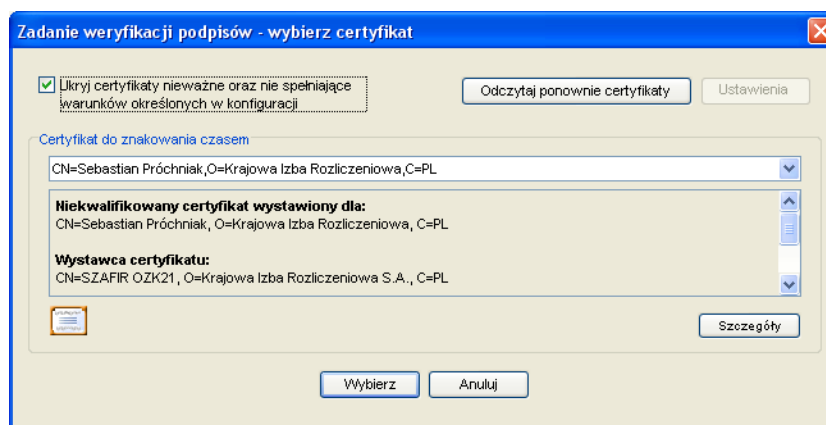 Zadanie weryfikacji podpisów - wybierz certyfikat
Ukryj certyfikaty nieważne oraz nie spełniające
warunków określonych w konfiguracji
Odczytaj ponownie certyfikaty
Ustawienia
Certyfikat do znakowania czasem
CN=Sebastian Próchniak,O=Krajowa Izba Rozliczeniowa,C=PL
Niekwalifikowany certyfikat wystawiony dla:
CN=Sebastian Próchniak, O=Krajowa Izba Rozliczeniowa, C=PL
Wystawca certyfikatu:
CN=SZAFIR OZK21, O=Krajowa Izba Rozliczeniowa S.A., C=PL
Szczegóły
Wybierz
Anuluj